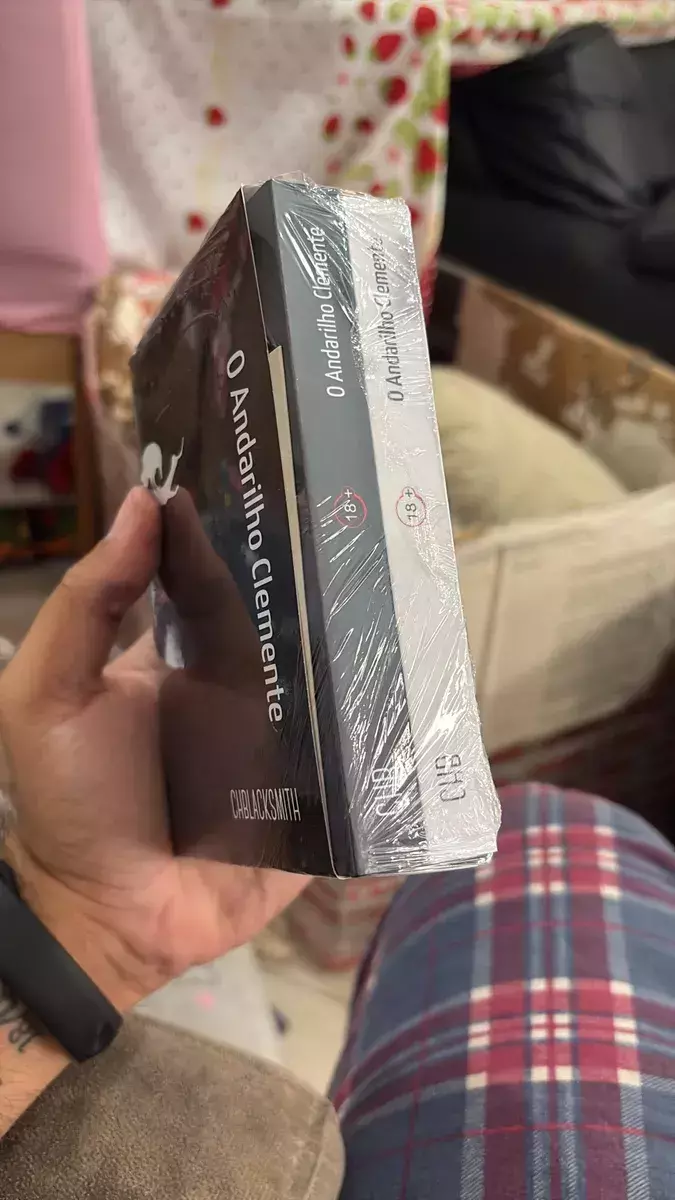 O Andarilho Clemente
CHBLACKSMITH
O Andarilho Clemente
18+
CHB
O Andarilho Clemente
18+
CHB